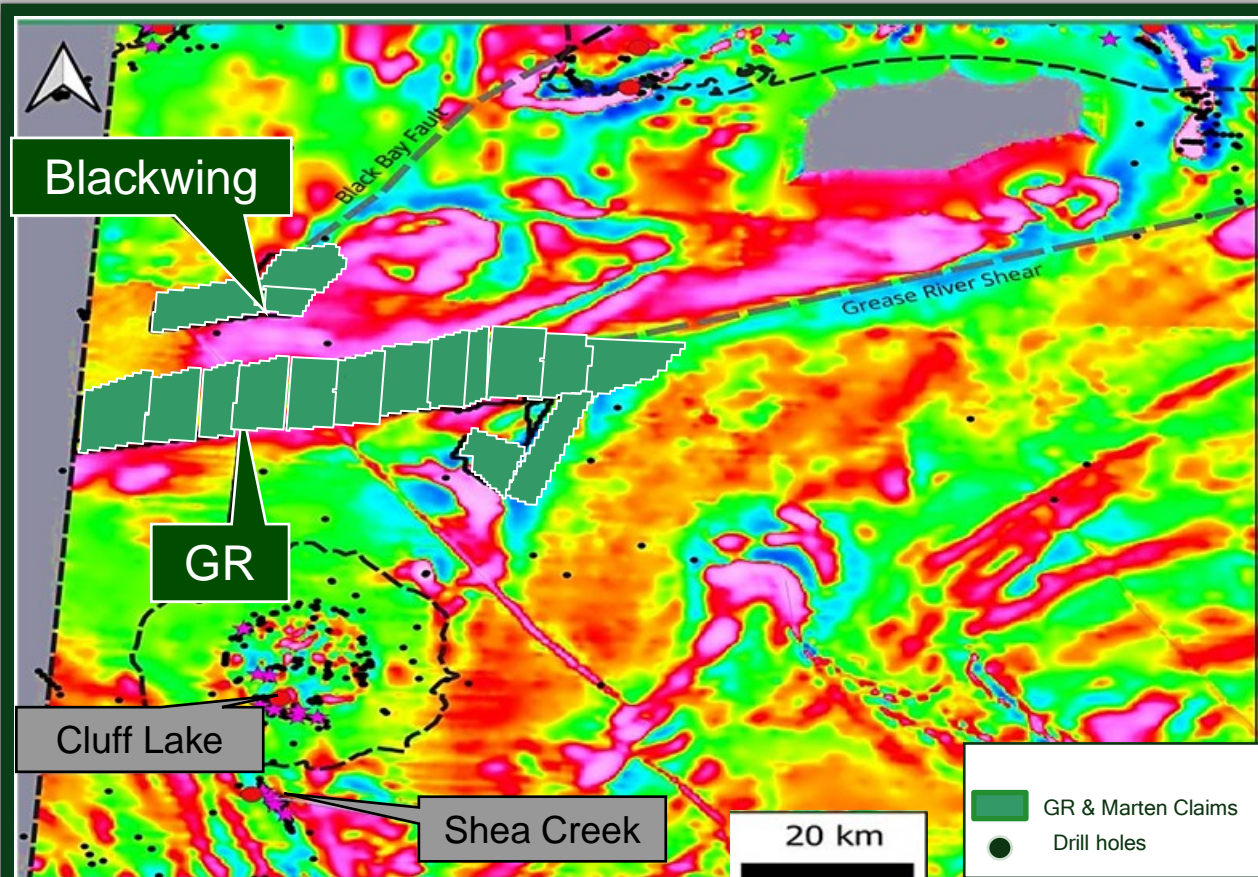 Black Bay Fault
Blackwing
Grease River Shear
GR
Cluff Lake
Shea Creek
20 km
GR & Marten Claims
Drill holes